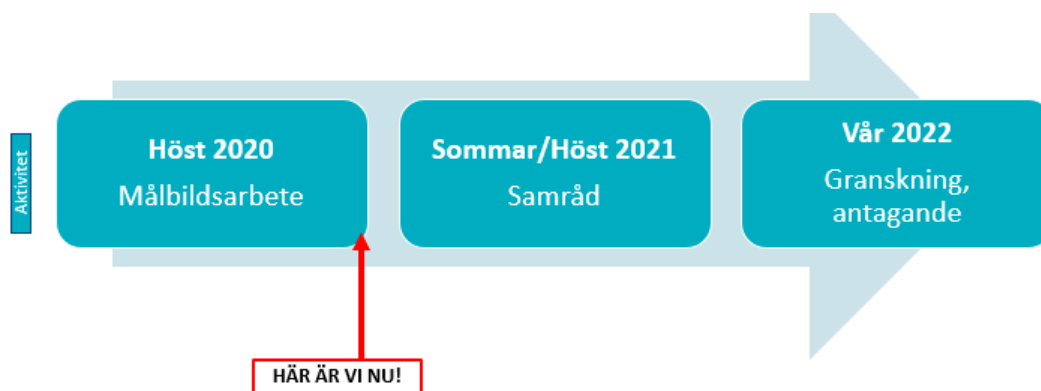 Aktivitet
Höst 2020
Målbildsarbete
Sommar/Höst 2021
Samråd
Vår 2022
Granskning,
antagande
HÄR ÄR VI NU!